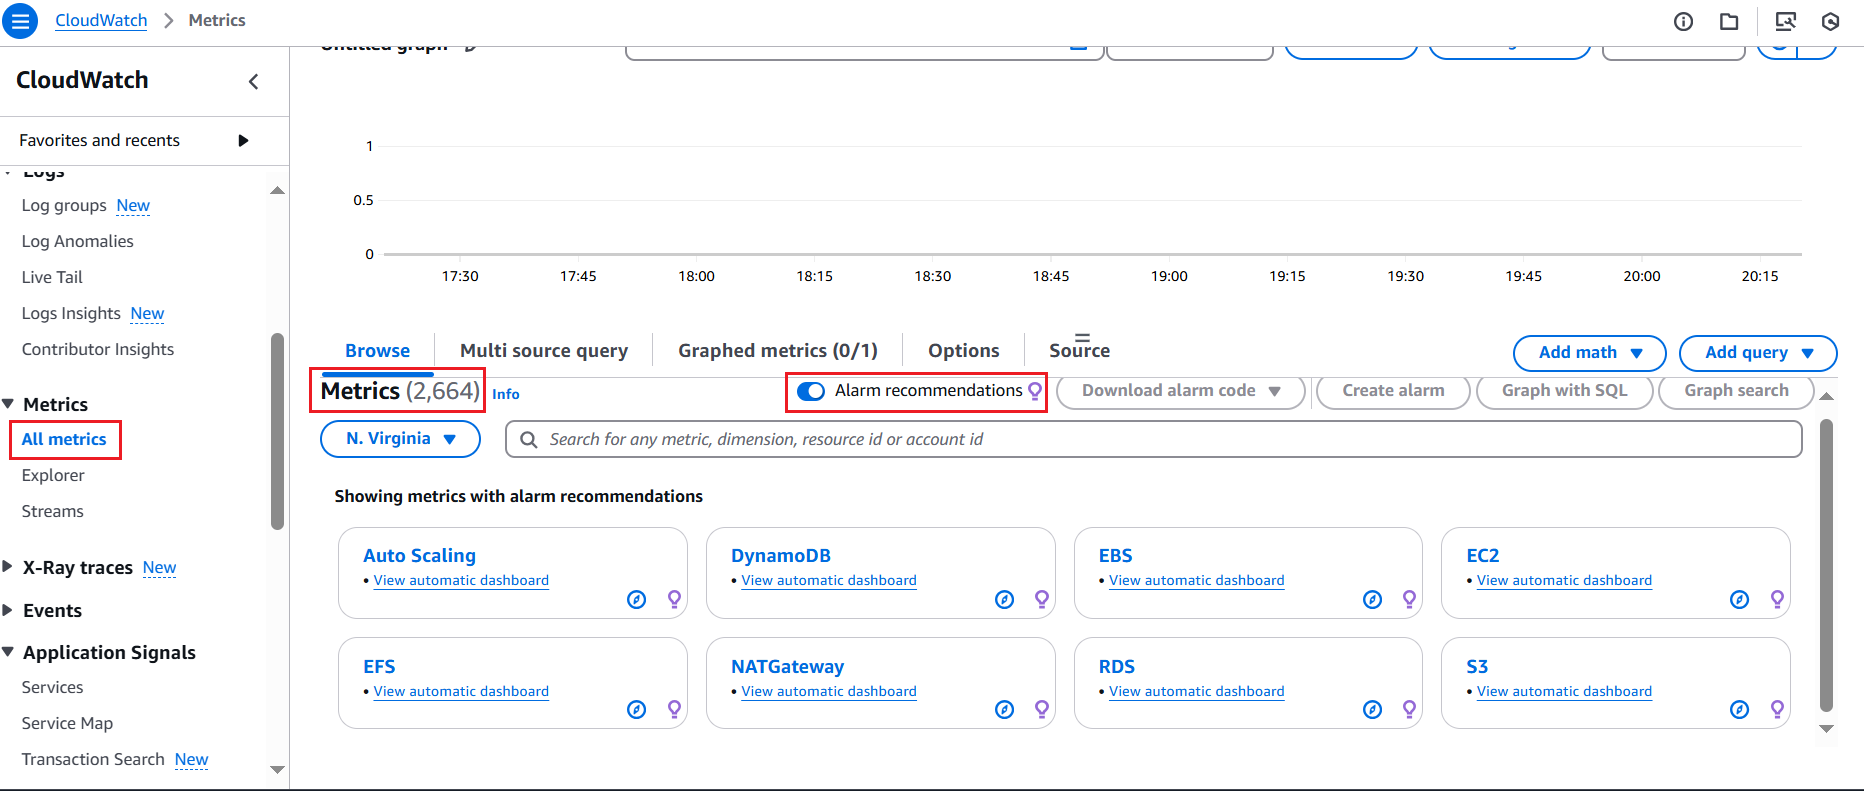 CloudWatch > Metrics
CloudWatch
Favorites and recents
Logs
Log groups New
Log Anomalies
Live Tail
Logs Insights New
Contributor Insights
Metrics
All metrics
Explorer
Streams
X-Ray traces New
Events
Application Signals
Services
Service Map
Transaction Search New
Untitled graph
1
0.5
0
17:30 17:45 18:00 18:15 18:30 18:45 19:00 19:15 19:30 19:45 20:00 20:15
Browse Multi source query Graphed metrics (0/1) Options Source Add math Add query
Metrics (2,664) Info Alarm recommendations Download alarm code Create alarm Graph with SQL Graph search
N. Virginia Search for any metric, dimension, resource id or account id
Showing metrics with alarm recommendations
Auto Scaling
• View automatic dashboard
DynamoDB
• View automatic dashboard
EBS
• View automatic dashboard
EC2
• View automatic dashboard
EFS
• View automatic dashboard
NATGateway
• View automatic dashboard
RDS
• View automatic dashboard
S3
• View automatic dashboard